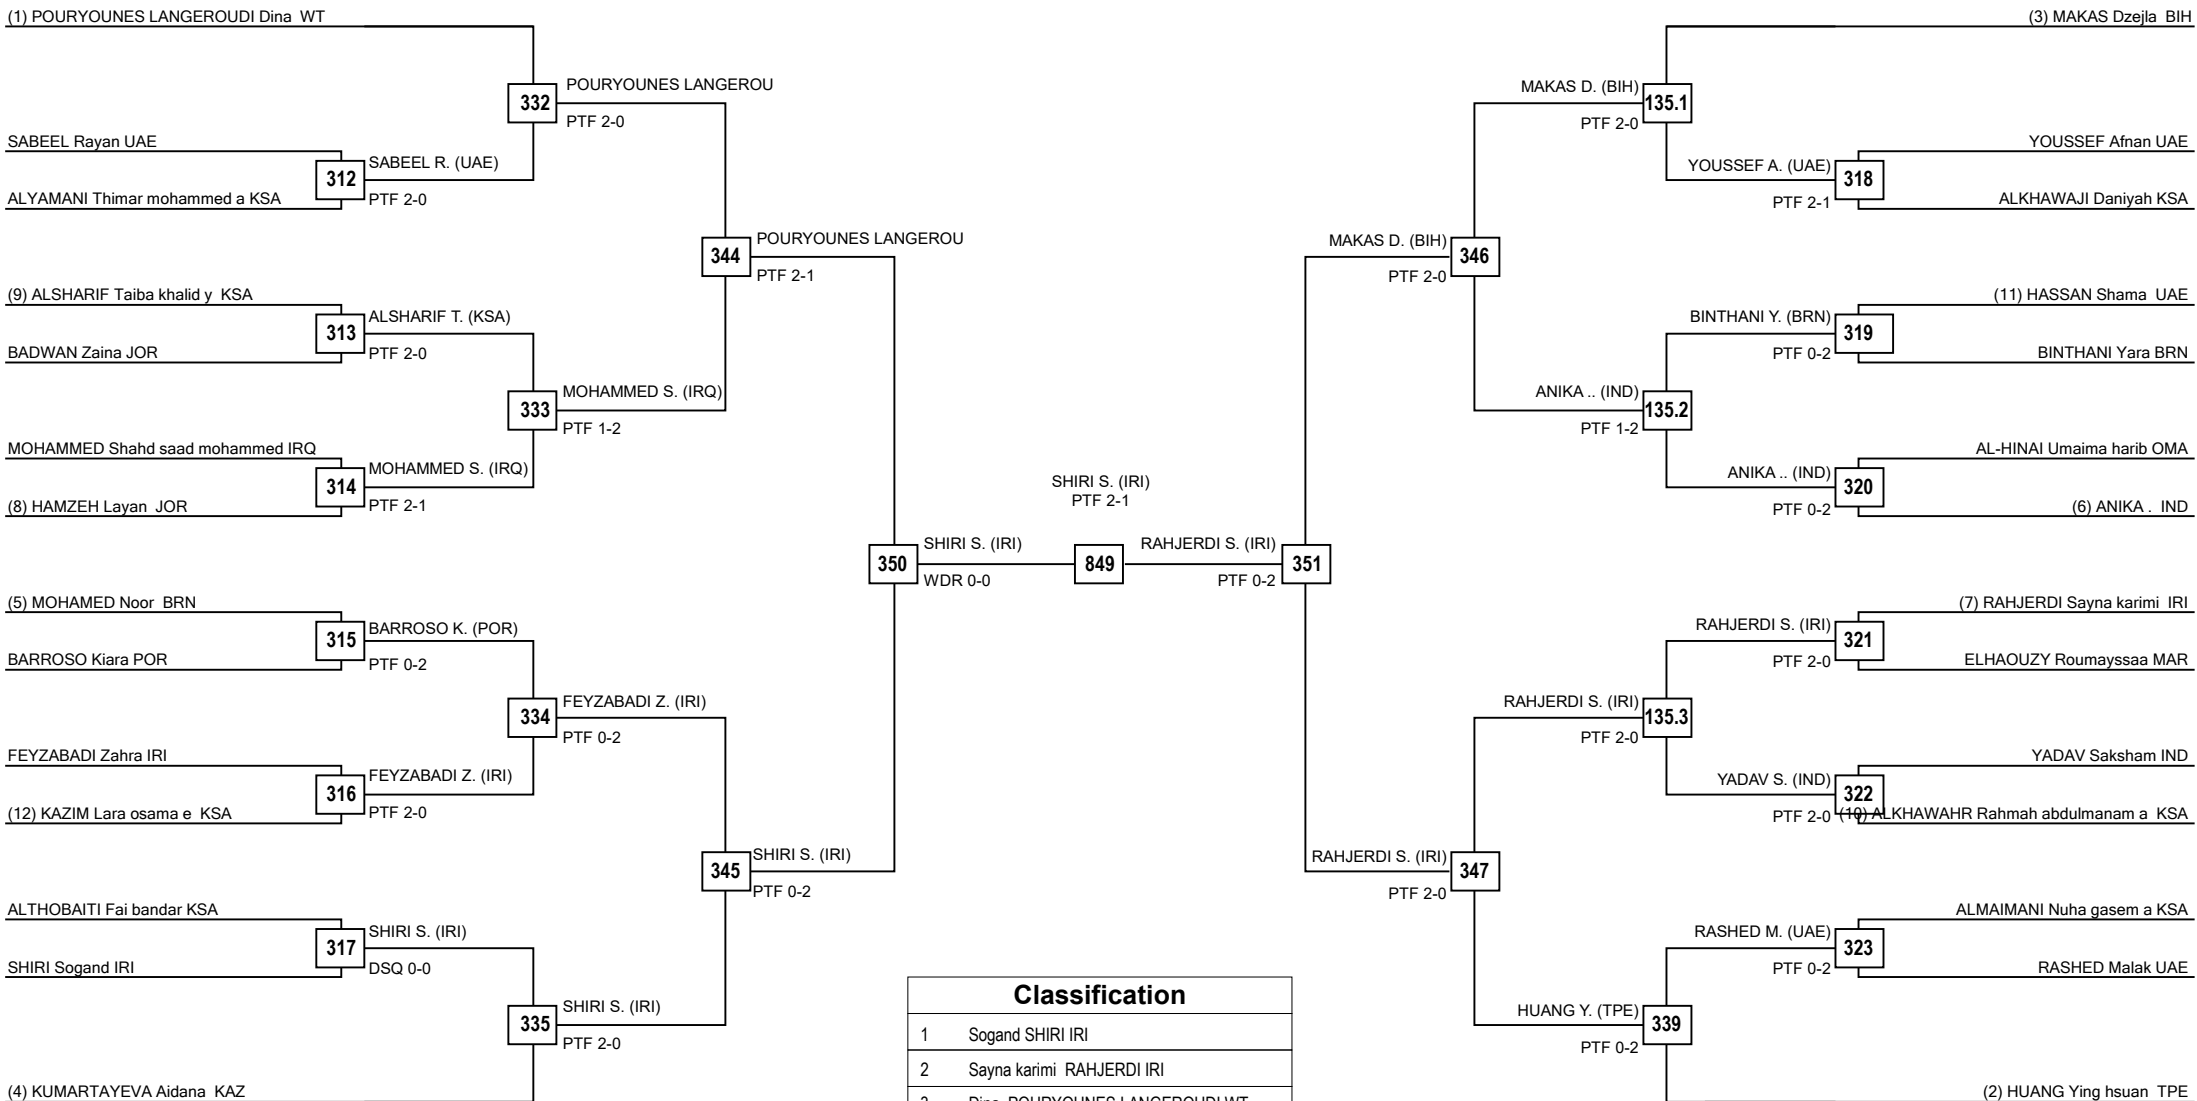 (1) POURYOUNES LANGEROUDI Dina  WT
332
POURYOUNES LANGEROU
PTF 2-0
SABEEL Rayan UAE
ALYAMANI Thimar mohammed a KSA
312
SABEEL R. (UAE)
PTF 2-0
344
POURYOUNES LANGEROU
PTF 2-1
(9) ALSHARIF Taiba khalid y  KSA
BADWAN Zaina JOR
313
ALSHARIF T. (KSA)
PTF 2-0
333
MOHAMMED S. (IRQ)
PTF 1-2
MOHAMMED Shahd saad mohammed IRQ
(8) HAMZEH Layan  JOR
314
MOHAMMED S. (IRQ)
PTF 2-1
350
SHIRI S. (IRI)
WDR 0-0
(5) MOHAMED Noor  BRN
BARROSO Kiara POR
315
BARROSO K. (POR)
PTF 0-2
334
FEYZABADI Z. (IRI)
PTF 0-2
FEYZABADI Zahra IRI
(12) KAZIM Lara osama e  KSA
316
FEYZABADI Z. (IRI)
PTF 2-0
345
SHIRI S. (IRI)
PTF 0-2
ALTHOBAITI Fai bandar KSA
SHIRI Sogand IRI
317
SHIRI S. (IRI)
DSQ 0-0
335
SHIRI S. (IRI)
PTF 2-0
(4) KUMARTAYEVA Aidana  KAZ
SHIRI S. (IRI)
PTF 2-1
849
RAHJERDI S. (IRI)
PTF 0-2
351
(3) MAKAS Dzejla  BIH
MAKAS D. (BIH)
PTF 2-0
135.1
YOUSSEF Afnan UAE
ALKHAWAJI Daniyah KSA
YOUSSEF A. (UAE)
PTF 2-1
318
MAKAS D. (BIH)
PTF 2-0
346
(11) HASSAN Shama  UAE
BINTHANI Yara BRN
BINTHANI Y. (BRN)
PTF 0-2
319
ANIKA .. (IND)
PTF 1-2
135.2
AL-HINAI Umaima harib OMA
(6) ANIKA .  IND
ANIKA .. (IND)
PTF 0-2
320
(7) RAHJERDI Sayna karimi  IRI
ELHAOUZY Roumayssaa MAR
RAHJERDI S. (IRI)
PTF 2-0
321
RAHJERDI S. (IRI)
PTF 2-0
135.3
YADAV Saksham IND
(10) ALKHAWAHR Rahmah abdulmanam a  KSA
YADAV S. (IND)
PTF 2-0
322
RAHJERDI S. (IRI)
PTF 2-0
347
ALMAIMANI Nuha gasem a KSA
RASHED Malak UAE
RASHED M. (UAE)
PTF 0-2
323
HUANG Y. (TPE)
PTF 0-2
339
(2) HUANG Ying hsuan  TPE
Classification
1 Sogand SHIRI IRI
2 Sayna karimi  RAHJERDI IRI
3 Dina  POURYOUNES LANGEROUDI WT